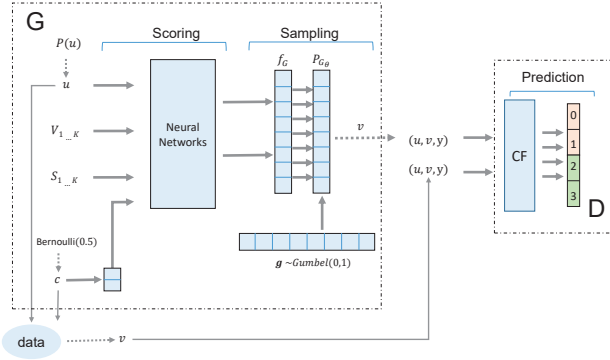 G
Scoring
Sampling
P(u)
f_G
P_{G_θ}
Prediction
u
V_{1 … K}
Neural
Networks
v
(u, v, y)
(u, v, y)
CF
0
1
2
3
D
S_{1 … K}
Bernoulli(0.5)
c
g ~Gumbel(0,1)
data
v